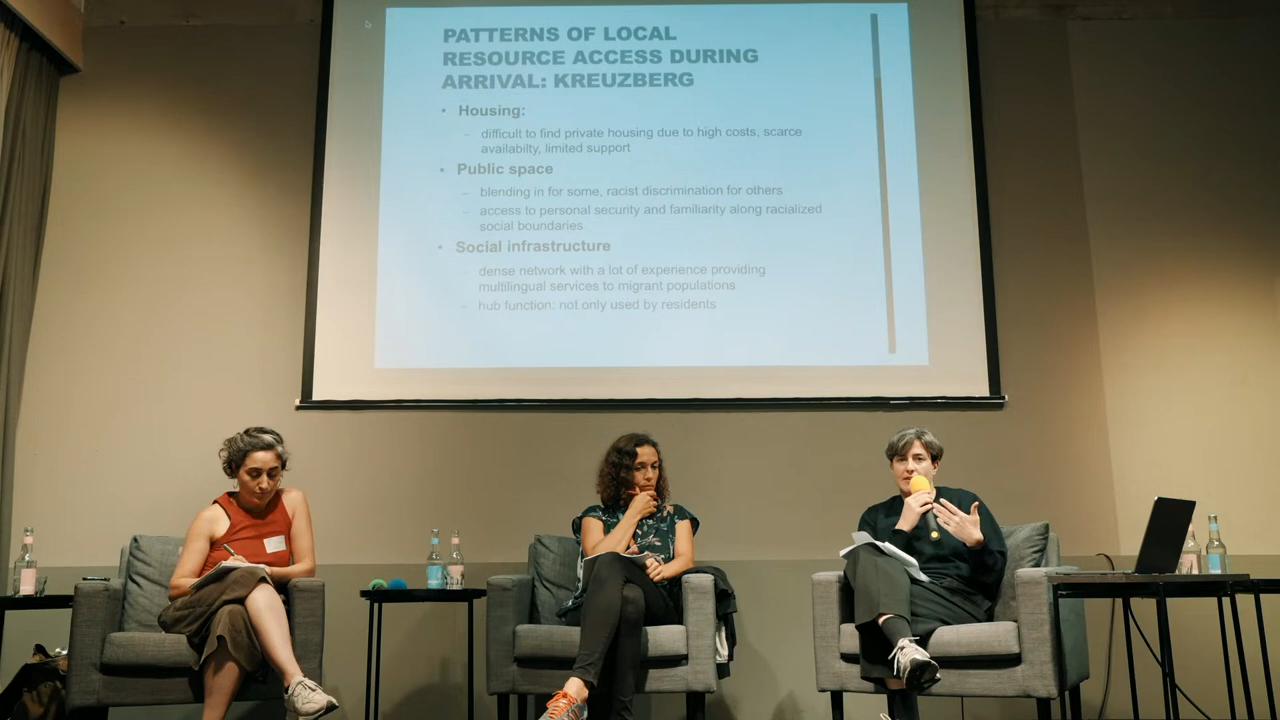 PATTERNS OF LOCAL
RESOURCE ACCESS DURING
ARRIVAL: KREUZBERG
• Housing:
– difficult to find private housing due to high costs, scarce
availabilty, limited support
• Public space
– blending in for some, racist discrimination for others
– access to personal security and familiarity along racialized
social boundaries
• Social infrastructure
– dense network with a lot of experience providing
multilingual services to migrant populations
– hub function: not only used by residents